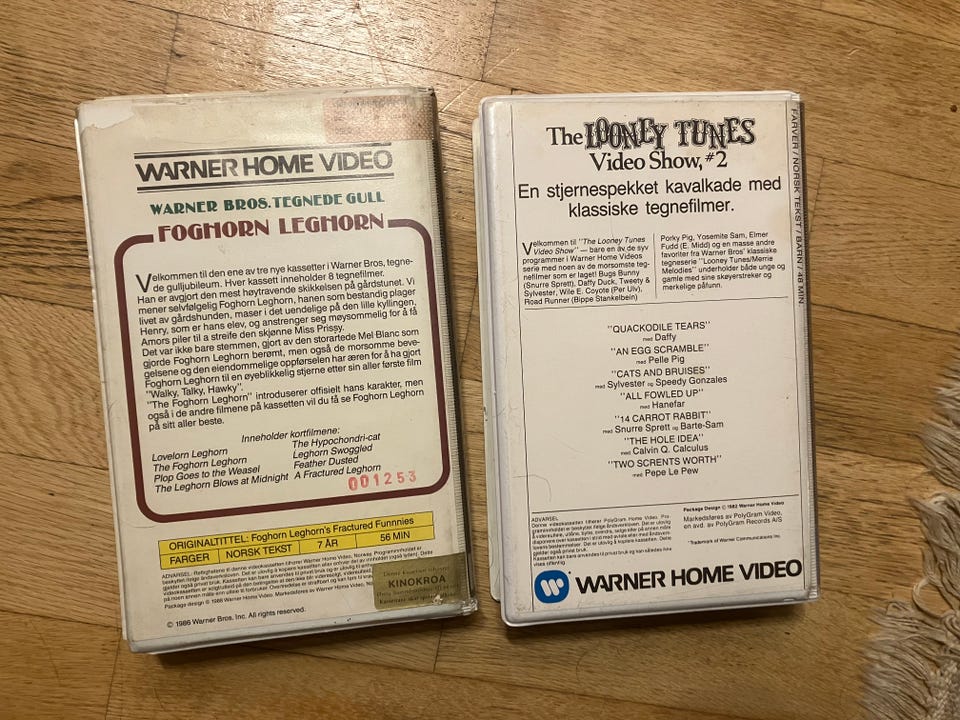 WARNER HOME VIDEO
WARNER BROS. TEGNEDE GULL
FOGHORN LEGHORN
Velkommen til den ene av tre nye kassetter i Warner Bros, tegne-
de gulljubileum. Hver kassett inneholder 8 tegnefilmer.
Han er avgjort den mest høytravende skikkelsen på gårdstunet. Vi
mener selvfølgelig Foghorn Leghorn, hanen som bestandig plager
livet av gårdshunden, maser i det uendelige på den lille kyllingen,
Henry, som er hans elev, og anstrenger seg møysommelig for å få
Amors piler til a streife den skjønne Miss Prissy.
Det var ikke bare stemmen, gjort av den storartede Mel Blanc som
gjorde Foghorn Leghorn berømt, men også de morsomme beve-
gelsene og den eiendommelige oppførselen har æren for å ha gjort
Foghorn Leghorn til en øyeblikkelig stjerne etter sin aller første film
"Walky, Talky, Hawky".
"The Foghorn Leghorn" introduserer offisielt hans karakter, men
også i de andre filmene på kassetten vil du få se Foghorn Leghorn
på sitt aller beste.
Inneholder kortfilmene:
Lovelorn Leghorn
The Foghorn Leghorn
Plop Goes to the Weasel
The Leghorn Blows at Midnight
The Hypochondri-cat
Leghorn Swoggled
Feather Dusted
A Fractured Leghorn
001253
ORIGINALTITTEL: Foghorn Leghorn's Fractured Funnnies
FARGER NORSK TEKST 7 ÅR 56 MIN
KINOKROA
© 1986 Warner Bros. Inc. All rights reserved.
The LOONEY TUNES
Video Show, #2
En stjernespekket kavalkade med
klassiske tegnefilmer.
Velkommen til "The Looney Tunes
Video Show" — bare en av de syv
programmer i Warner Home Videos
serie med noen av de morsomste teg-
nefilmer som er laget! Bugs Bunny
(Snurre Sprett), Daffy Duck, Tweety &
Sylvester, Wile E. Coyote (Per Ulv),
Road Runner (Bippe Stankelbein)
Porky Pig, Yosemite Sam, Elmer
Fudd (E. Midd) og en masse andre
favoriter fra Warner Bros' klassiske
tegneserie "Looney Tunes/Merrie
Melodies" underholder både unge og
gamle med sine skøyerstreker og
merkelige påfunn.
"QUACKODILE TEARS"
med Daffy
"AN EGG SCRAMBLE"
med Pelle Pig
"CATS AND BRUISES"
med Sylvester og Speedy Gonzales
"ALL FOWLED UP"
med Hanefar
"14 CARROT RABBIT"
med Snurre Sprett og Barte-Sam
"THE HOLE IDEA"
med Calvin Q. Calculus
"TWO SCRENTS WORTH"
med Pepe Le Pew
ADVARSEL
Package Design © 1982 Warner Home Video
Markedsføres av PolyGram Video,
en avd. av PolyGram Records A/S
*Trademark of Warner Communications Inc.
WARNER HOME VIDEO
FARVER / NORSK TEKST / BARN / 48 MIN